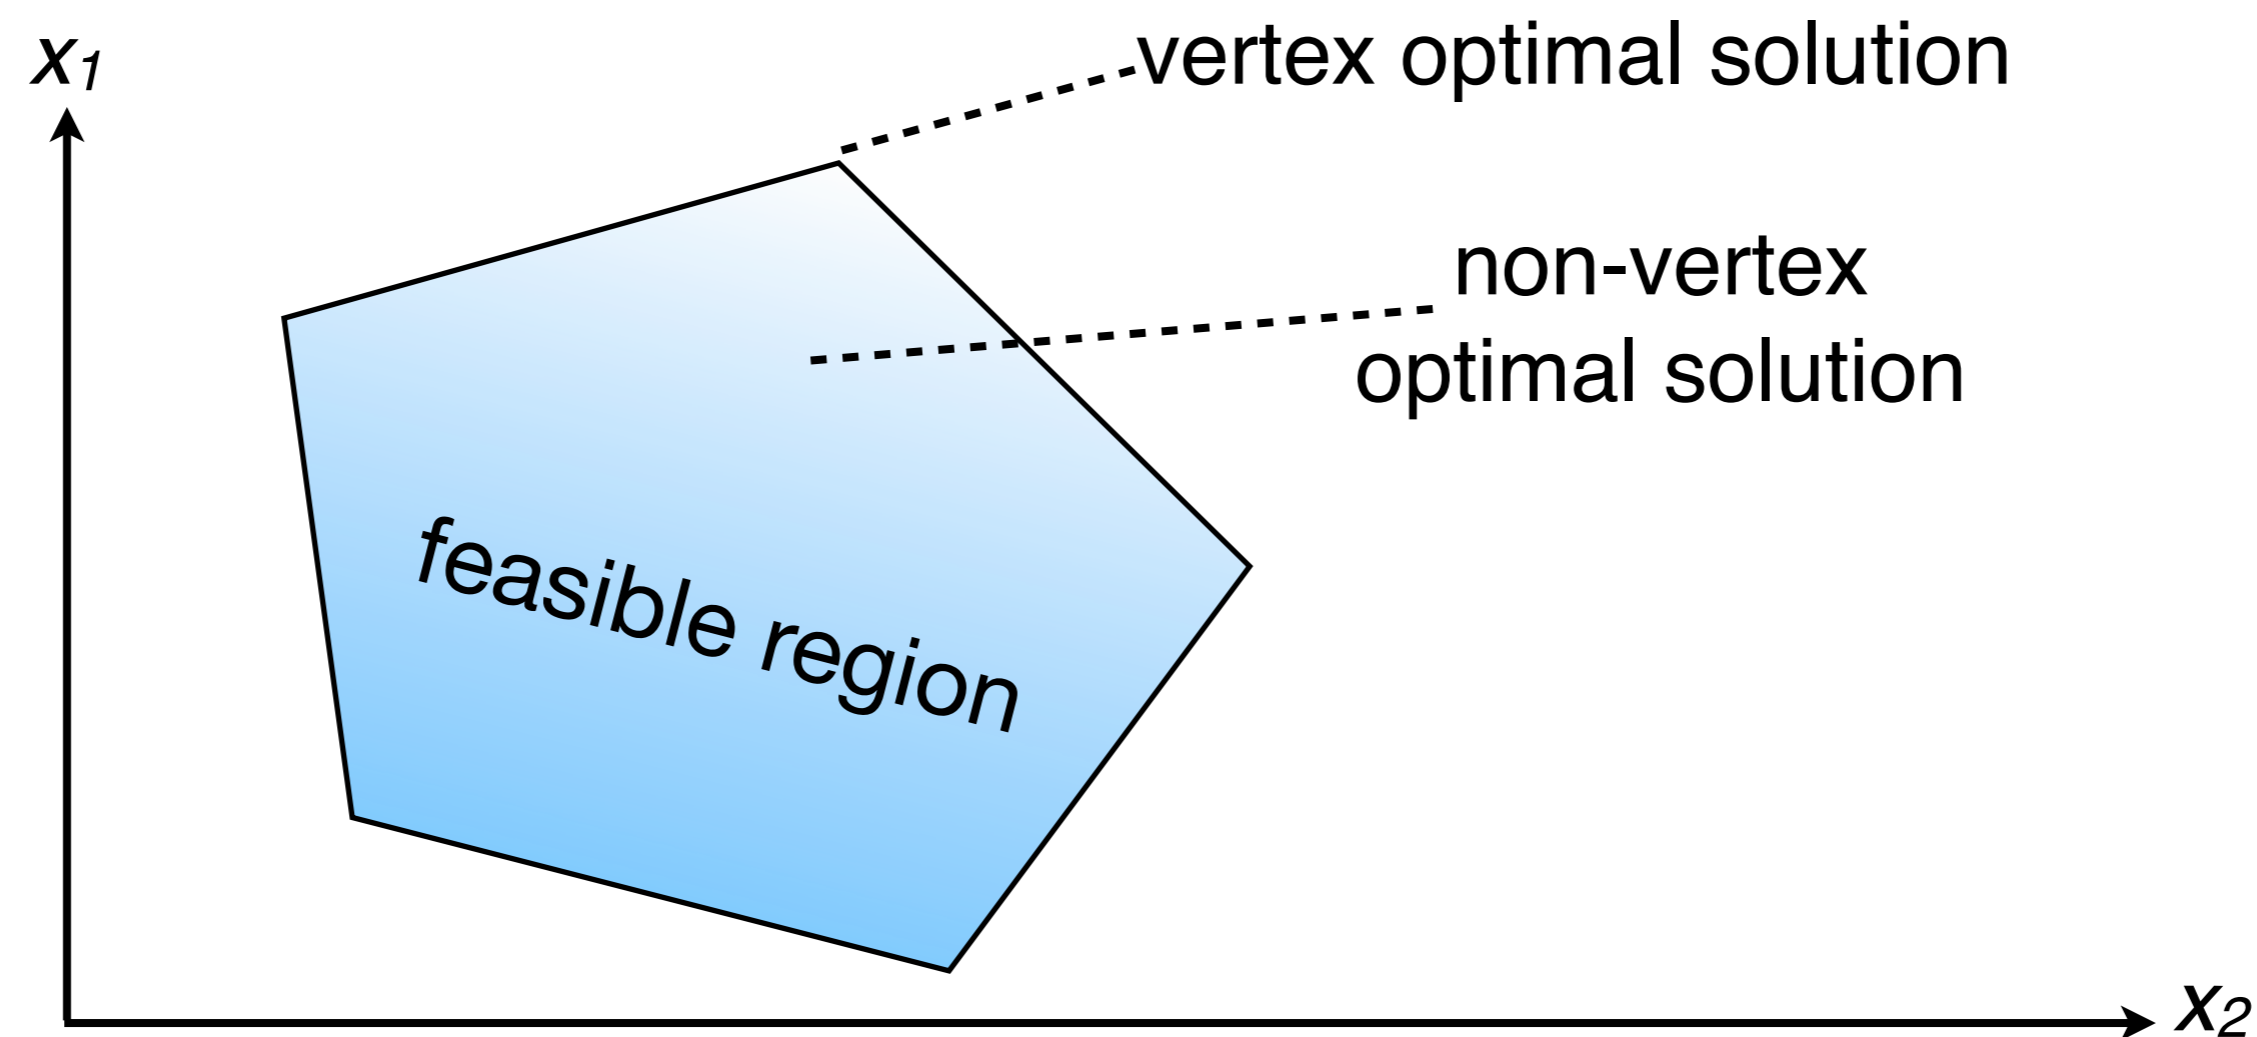 x1
vertex optimal solution
non-vertex
optimal solution
feasible region
x2